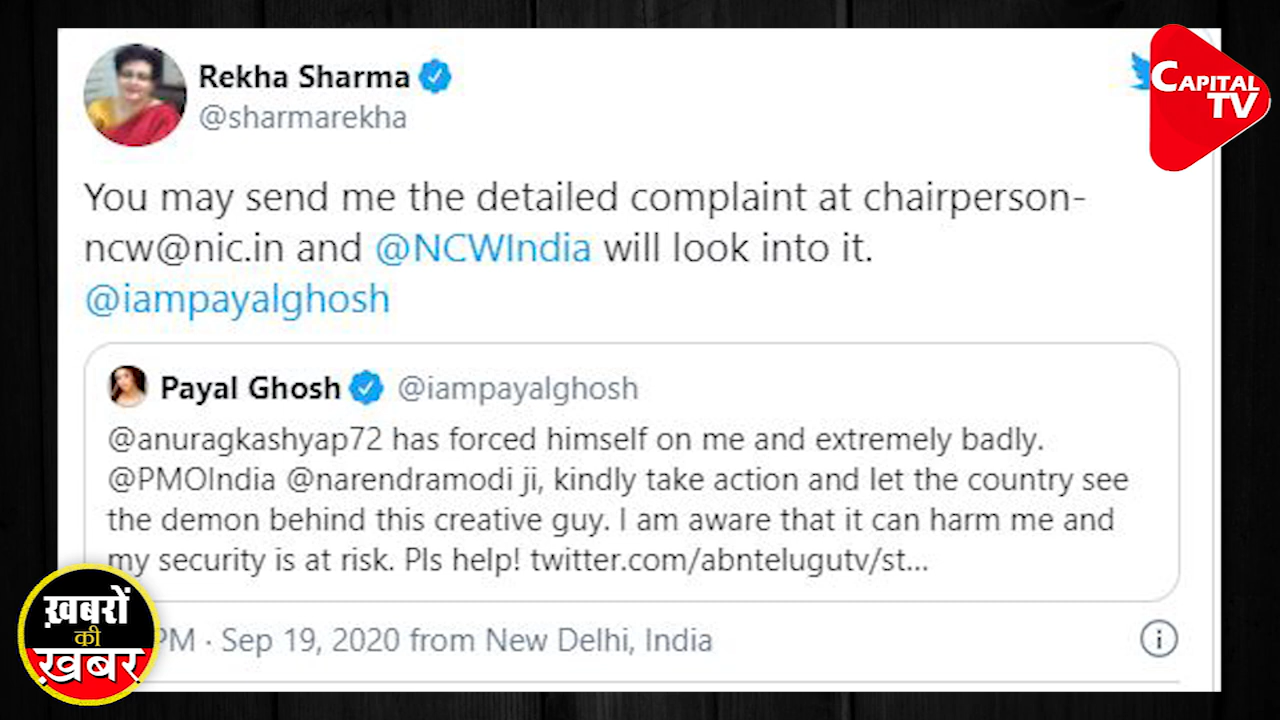 Rekha Sharma
@sharmarekha
CAPITAL
TV
You may send me the detailed complaint at chairperson-
ncw@nic.in and @NCWIndia will look into it.
@iampayalghosh
Payal Ghosh @iampayalghosh
@anuragkashyap72 has forced himself on me and extremely badly.
@PMOIndia @narendramodi ji, kindly take action and let the country see
the demon behind this creative guy. I am aware that it can harm me and
my security is at risk. Pls help! twitter.com/abntelugutv/st...
PM · Sep 19, 2020 from New Delhi, India
ख़बरों
की
ख़बर